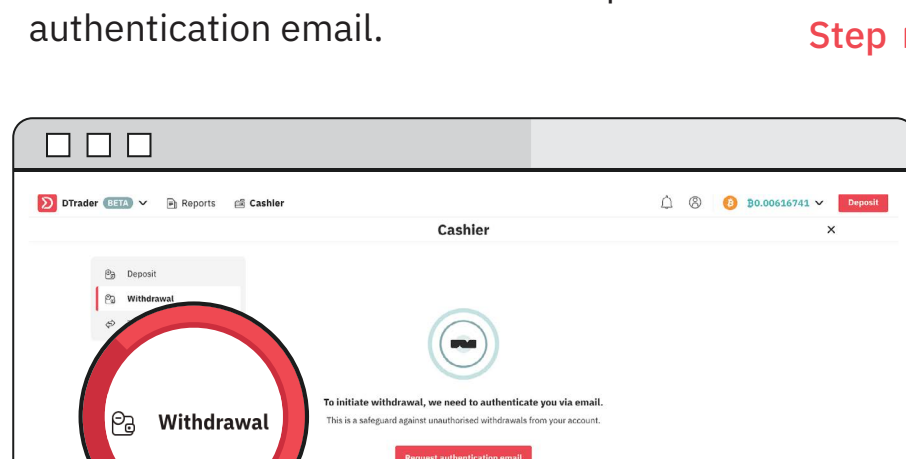 authentication email.
Step
DTrader BETA Reports Cashier ₿0.00616741 Deposit
Cashier
Deposit
Withdrawal
To initiate withdrawal, we need to authenticate you via email.
This is a safeguard against unauthorised withdrawals from your account.
Withdrawal
Request authentication email